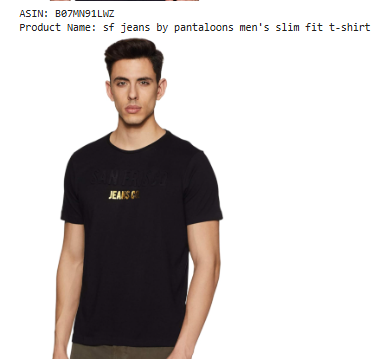 ASIN: B07MN91LWZ
Product Name: sf jeans by pantaloons men's slim fit t-shirt
JEANS CO